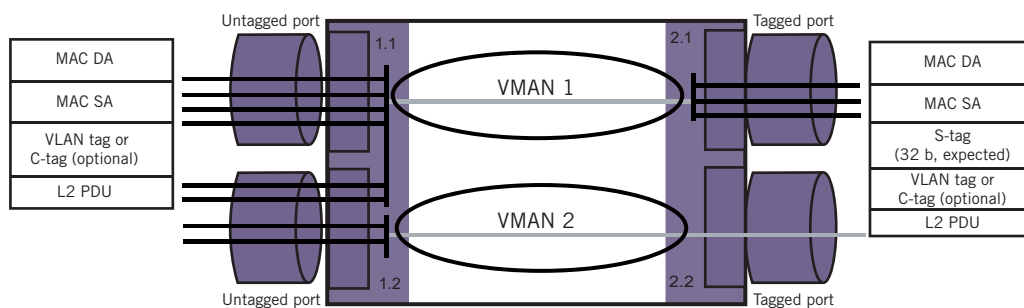 Untagged port
Tagged port
MAC DA
MAC SA
VLAN tag or
C-tag (optional)
L2 PDU
1.1
2.1
VMAN 1
VMAN 2
1.2
2.2
MAC DA
MAC SA
S-tag
(32 b, expected)
VLAN tag or
C-tag (optional)
L2 PDU
Untagged port
Tagged port